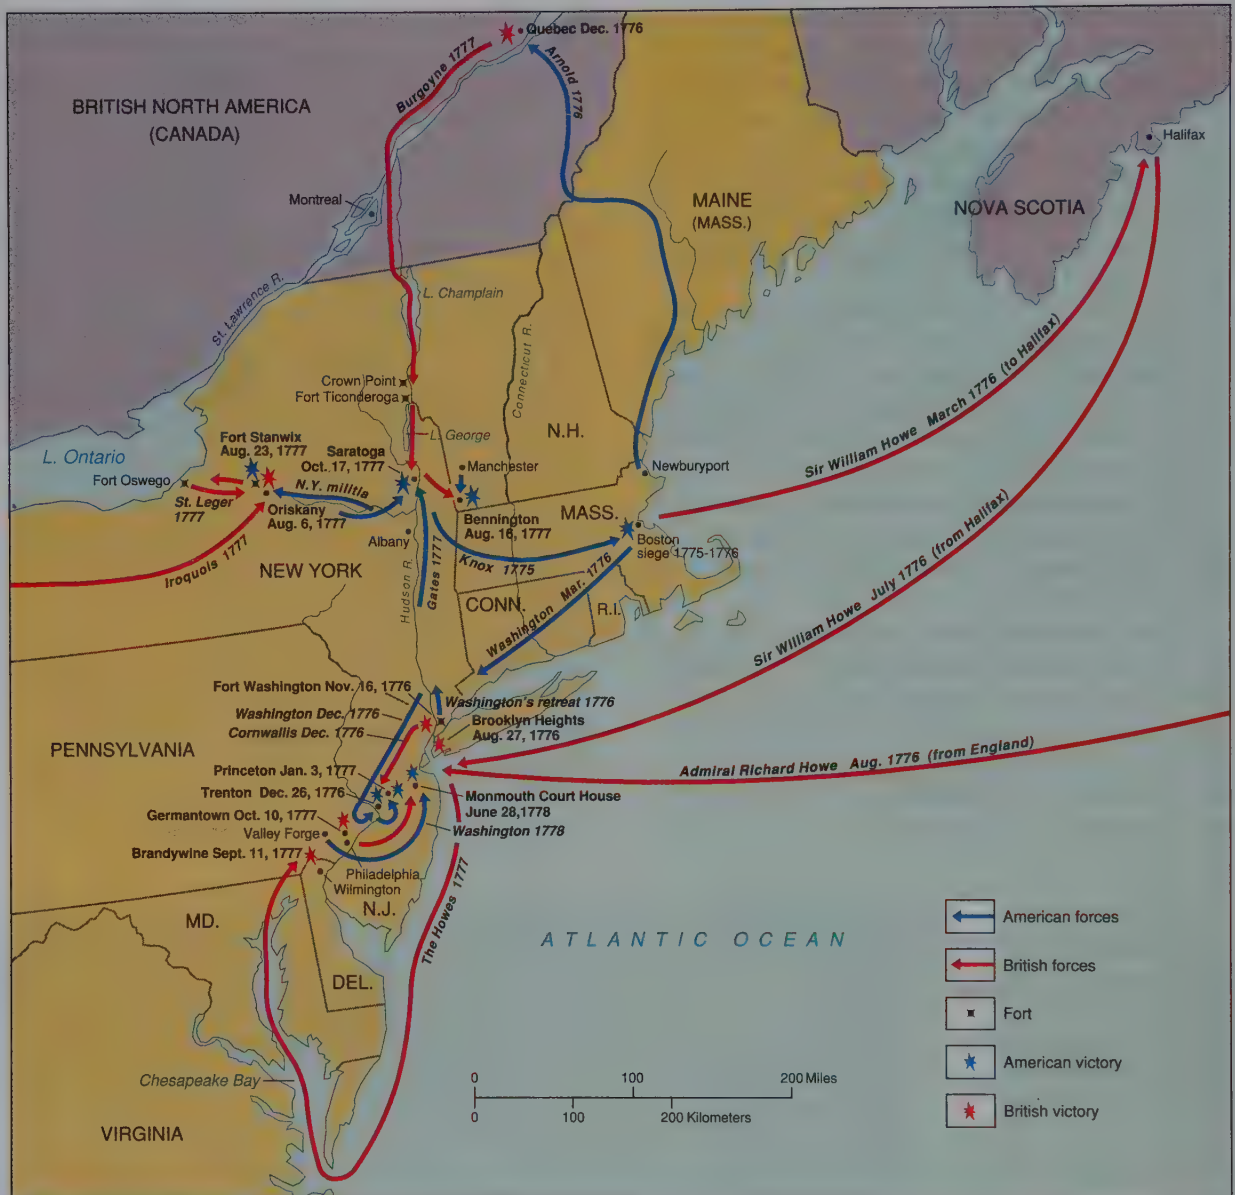 Quebec Dec. 1776
Burgoyne 1777
Arnold 1776
BRITISH NORTH AMERICA
(CANADA)
Halifax
Montreal
MAINE
(MASS.)
NOVA SCOTIA
St. Lawrence R.
L. Champlain
Connecticut R.
Crown Point
Fort Ticonderoga
L. George
N.H.
Sir William Howe March 1776 (to Halifax)
L. Ontario
Fort Stanwix
Aug. 23, 1777
Saratoga
Oct. 17, 1777
Manchester
Newburyport
Fort Oswego
N.Y. militia
St. Leger
1777
Oriskany
Aug. 6, 1777
Bennington
Aug. 16, 1777
MASS.
Boston
siege 1775-1776
Albany
Iroquois 1777
NEW YORK
Hudson R.
Gates 1777
Knox 1775
Washington Mar. 1776
CONN.
R.I.
Sir William Howe July 1776 (from Halifax)
Fort Washington Nov. 16, 1776
Washington's retreat 1776
Washington Dec. 1776
Brooklyn Heights
Aug. 27, 1776
Cornwallis Dec. 1776
PENNSYLVANIA
Admiral Richard Howe Aug. 1776 (from England)
Princeton Jan. 3, 1777
Trenton Dec. 26, 1776
Monmouth Court House
June 28,1778
Germantown Oct. 10, 1777
Valley Forge
Washington 1778
Brandywine Sept. 11, 1777
Philadelphia
Wilmington
N.J.
MD.
The Howes 1777
DEL.
ATLANTIC OCEAN
American forces
British forces
Fort
American victory
British victory
Chesapeake Bay
VIRGINIA
0 100 200 Miles
0 100 200 Kilometers